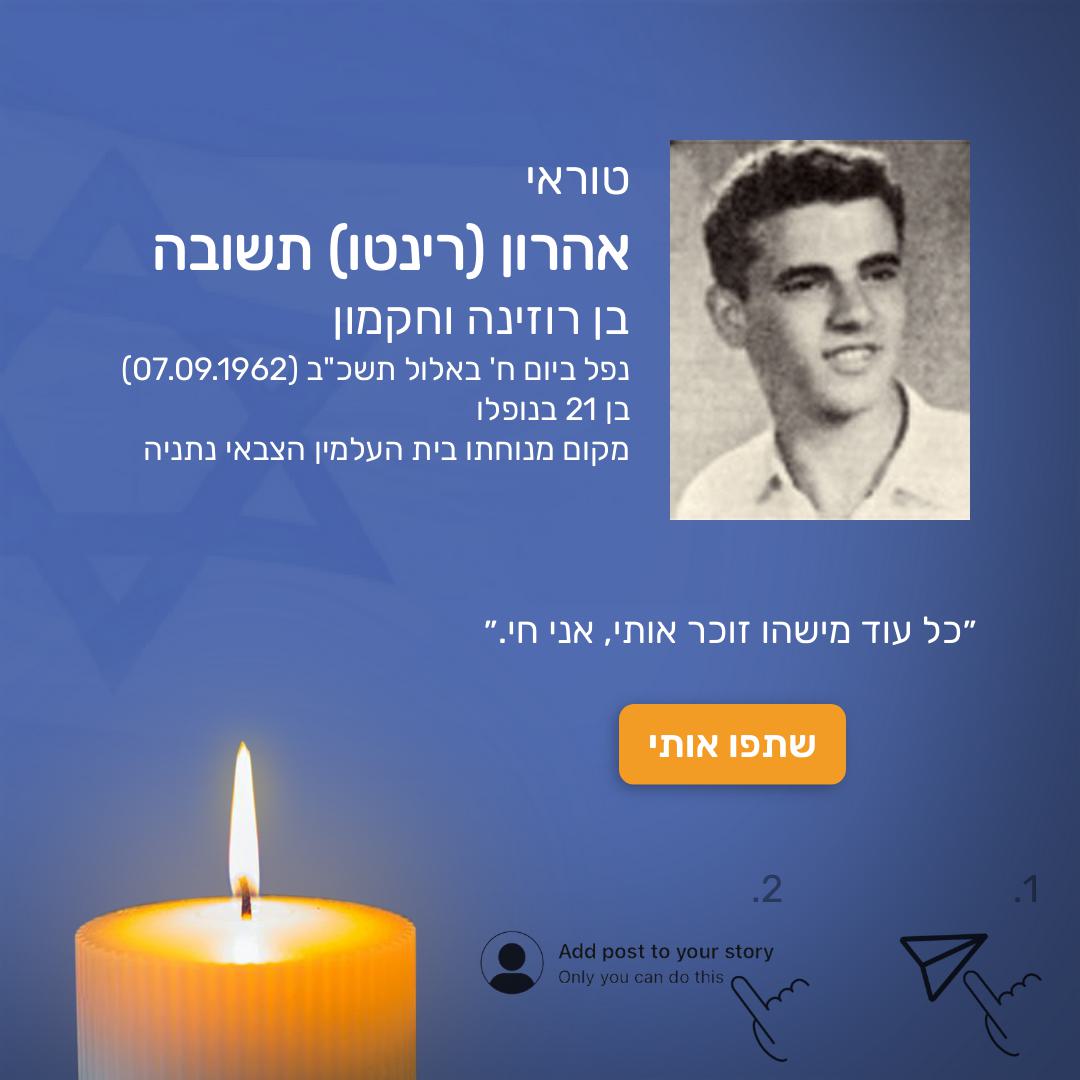 טוראי
אהרון (רינטו) תשובה
בן רוזינה וחקמון
נפל ביום ח' באלול תשכ"ב (07.09.1962)
בן 21 בנופלו
מקום מנוחתו בית העלמין הצבאי נתניה
״כל עוד מישהו זוכר אותי, אני חי.״
שתפו אותי
.1
.2
Add post to your story
Only you can do this